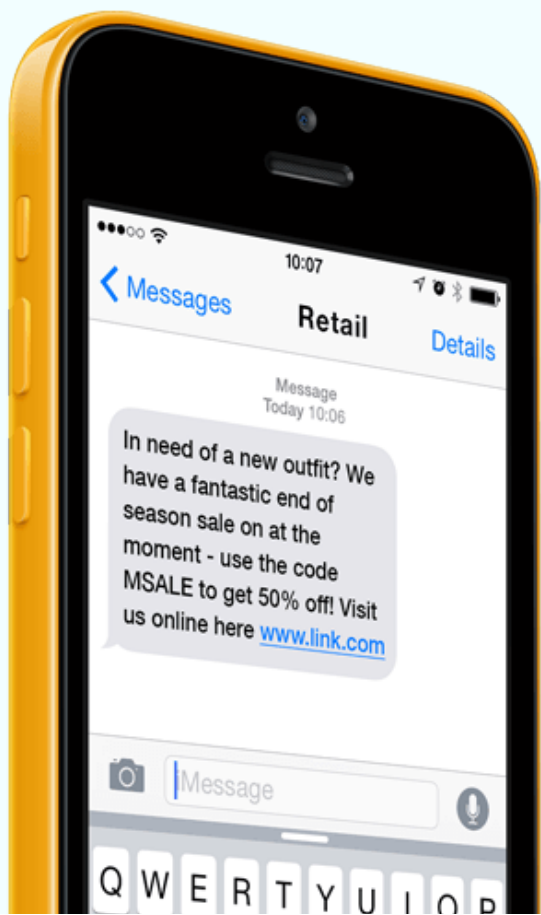 10:07
Messages
Retail
Details
Message
Today 10:06
In need of a new outfit? We
have a fantastic end of
season sale on at the
moment - use the code
MSALE to get 50% off! Visit
us online here www.link.com
iMessage
Q W E R T Y U I O P